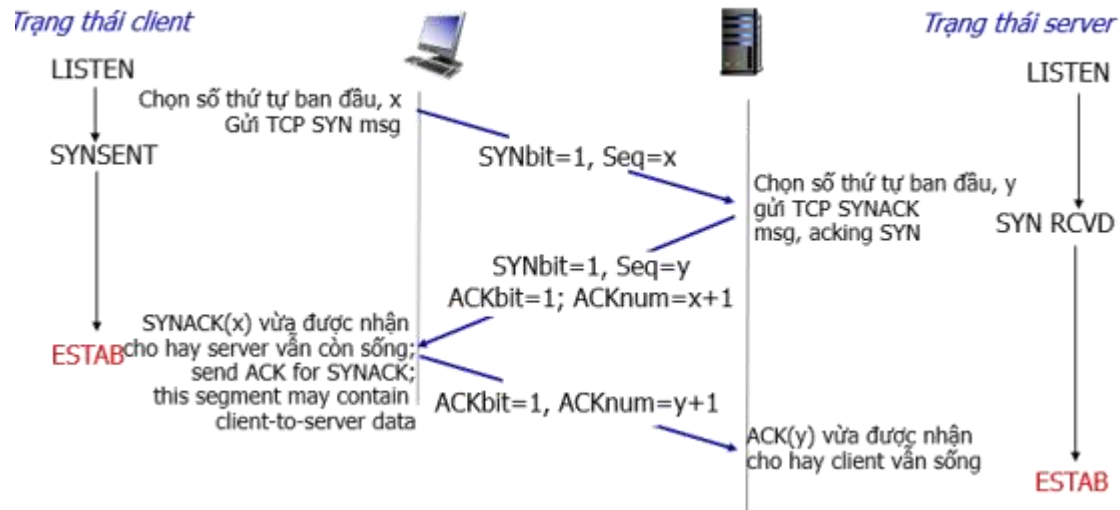 Trạng thái client
Trạng thái server
LISTEN
LISTEN
Chọn số thứ tự ban đầu, x
Gửi TCP SYN msg
SYNSENT
SYNbit=1, Seq=x
Chọn số thứ tự ban đầu, y
gửi TCP SYNACK
msg, acking SYN
SYN RCVD
SYNbit=1, Seq=y
ACKbit=1; ACKnum=x+1
SYNACK(x) vừa được nhận
cho hay server vẫn còn sống;
send ACK for SYNACK;
this segment may contain
client-to-server data
ESTAB
ACKbit=1, ACKnum=y+1
ACK(y) vừa được nhận
cho hay client vẫn sống
ESTAB